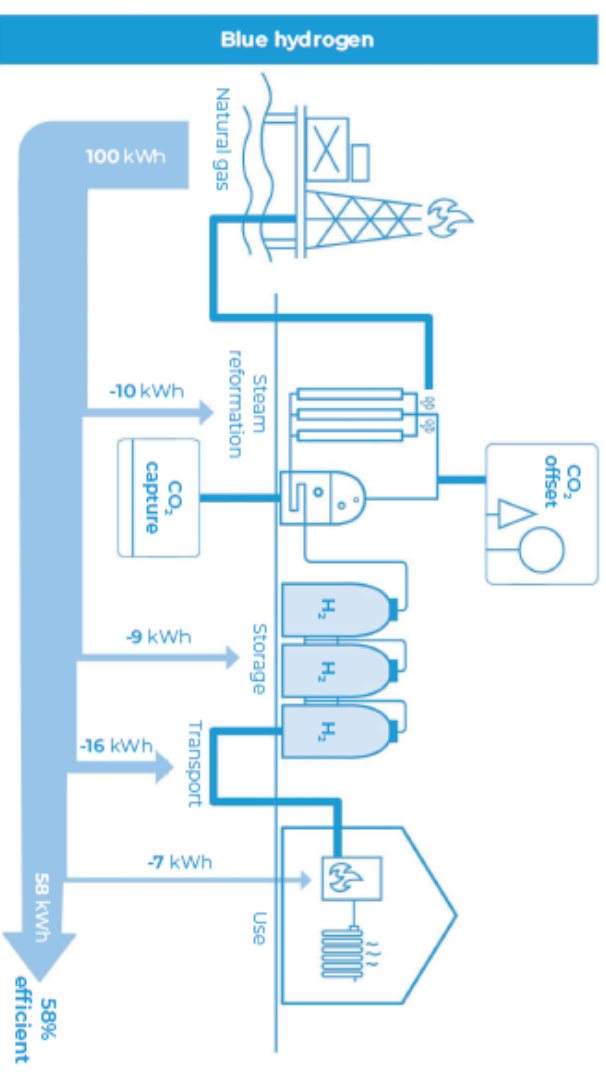 Blue hydrogen
Natural gas
100 kWh
-10 kWh
Steam
reformation
CO₂
capture
CO₂
offset
H₂
H₂
H₂
-9 kWh
Storage
-16 kWh
Transport
-7 kWh
Use
58 kWh
58%
efficient